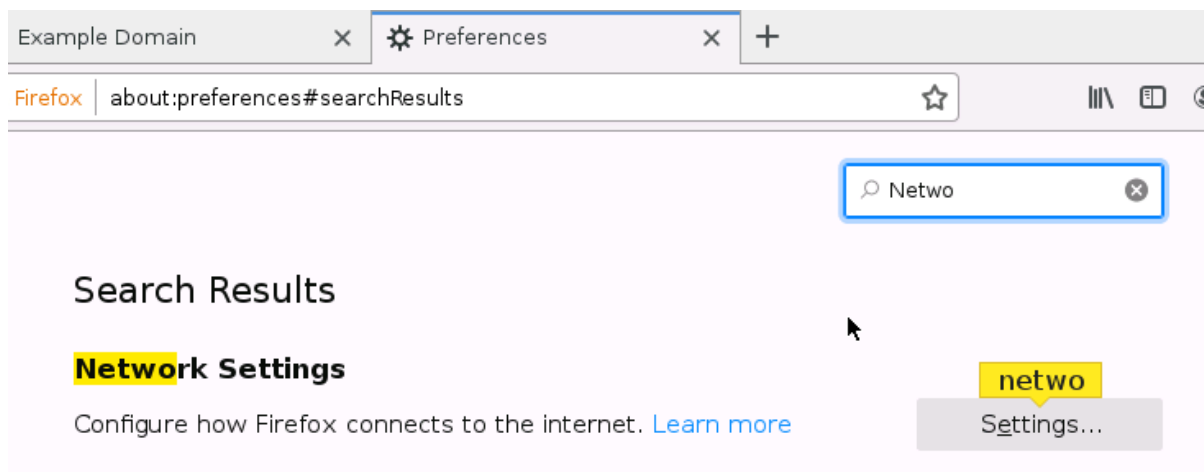 Example Domain Preferences
Firefox about:preferences#searchResults
Netwo
Search Results
Network Settings
netwo
Configure how Firefox connects to the internet. Learn more Settings...